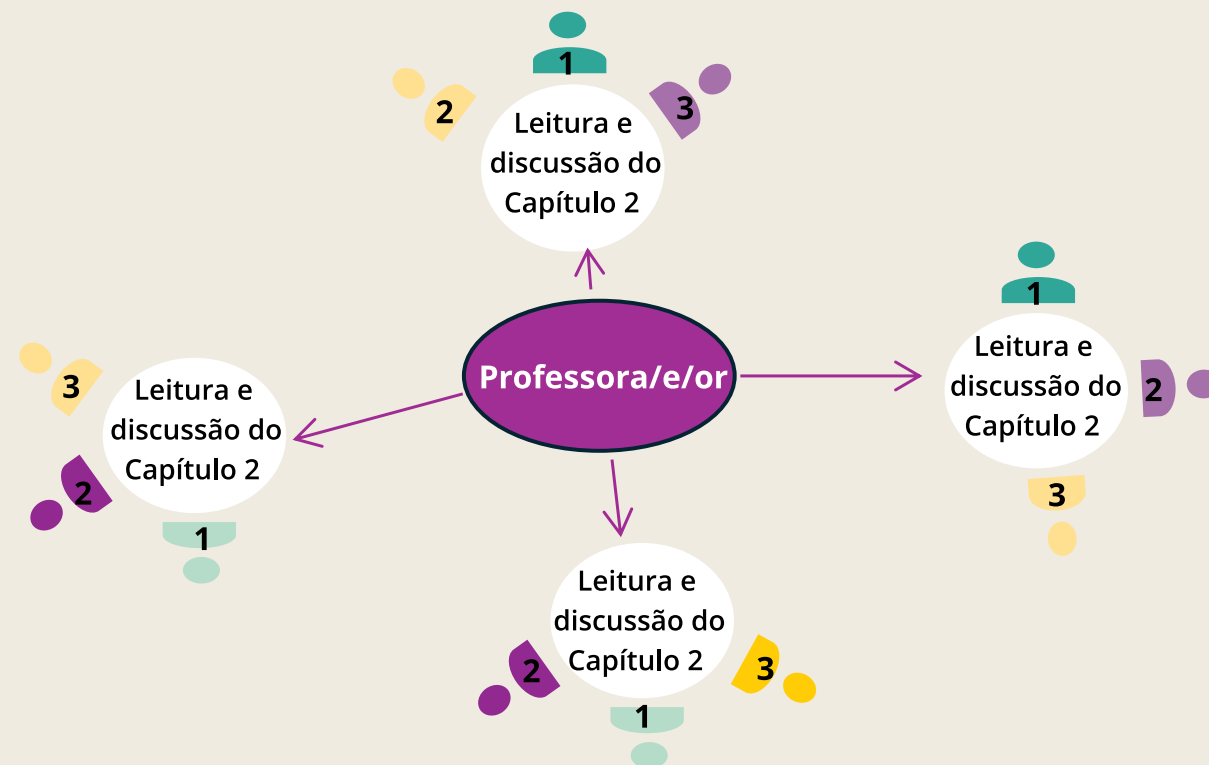 1
2
3
Leitura e
discussão do
Capítulo 2
1
Leitura e
discussão do
Capítulo 2
2
3
Professora/e/or
3
Leitura e
discussão do
Capítulo 2
2
1
Leitura e
discussão do
Capítulo 2
2
3
1